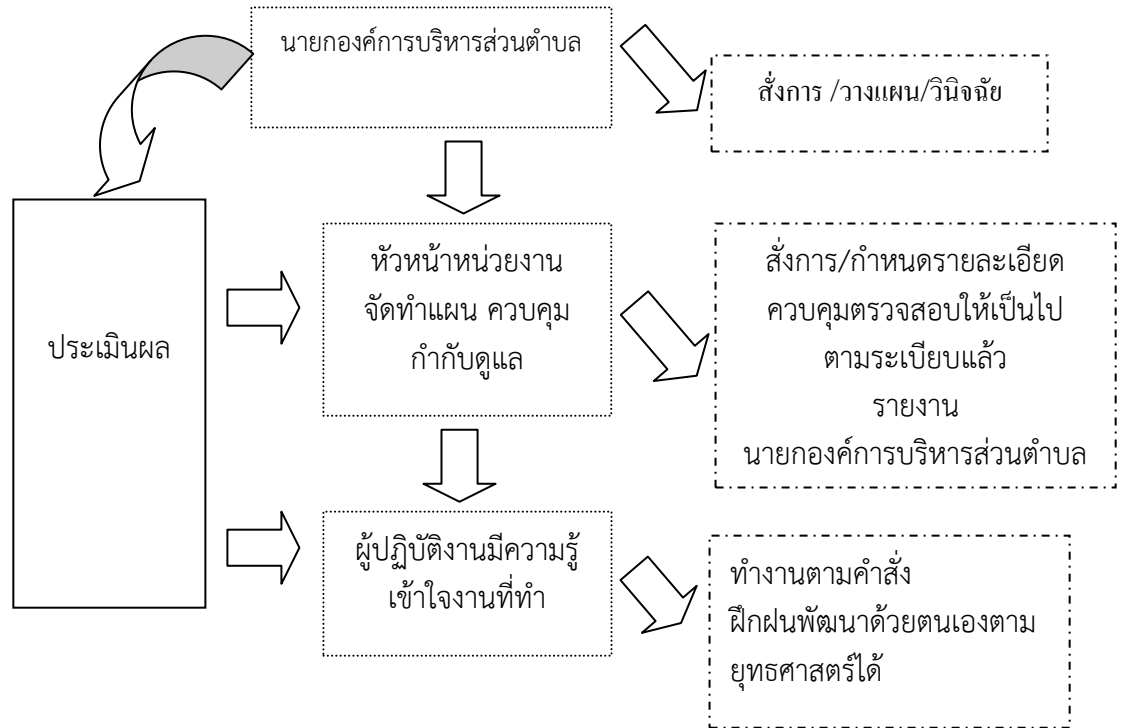 นายกองค์การบริหารส่วนตำบล
สั่งการ /วางแผน/วินิจฉัย
ประเมินผล
หัวหน้าหน่วยงาน
จัดทำแผน ควบคุม
กำกับดูแล
สั่งการ/กำหนดรายละเอียด
ควบคุมตรวจสอบให้เป็นไป
ตามระเบียบแล้ว
รายงาน
นายกองค์การบริหารส่วนตำบล
ผู้ปฏิบัติงานมีความรู้
เข้าใจงานที่ทำ
ทำงานตามคำสั่ง
ฝึกฝนพัฒนาด้วยตนเองตาม
ยุทธศาสตร์ได้